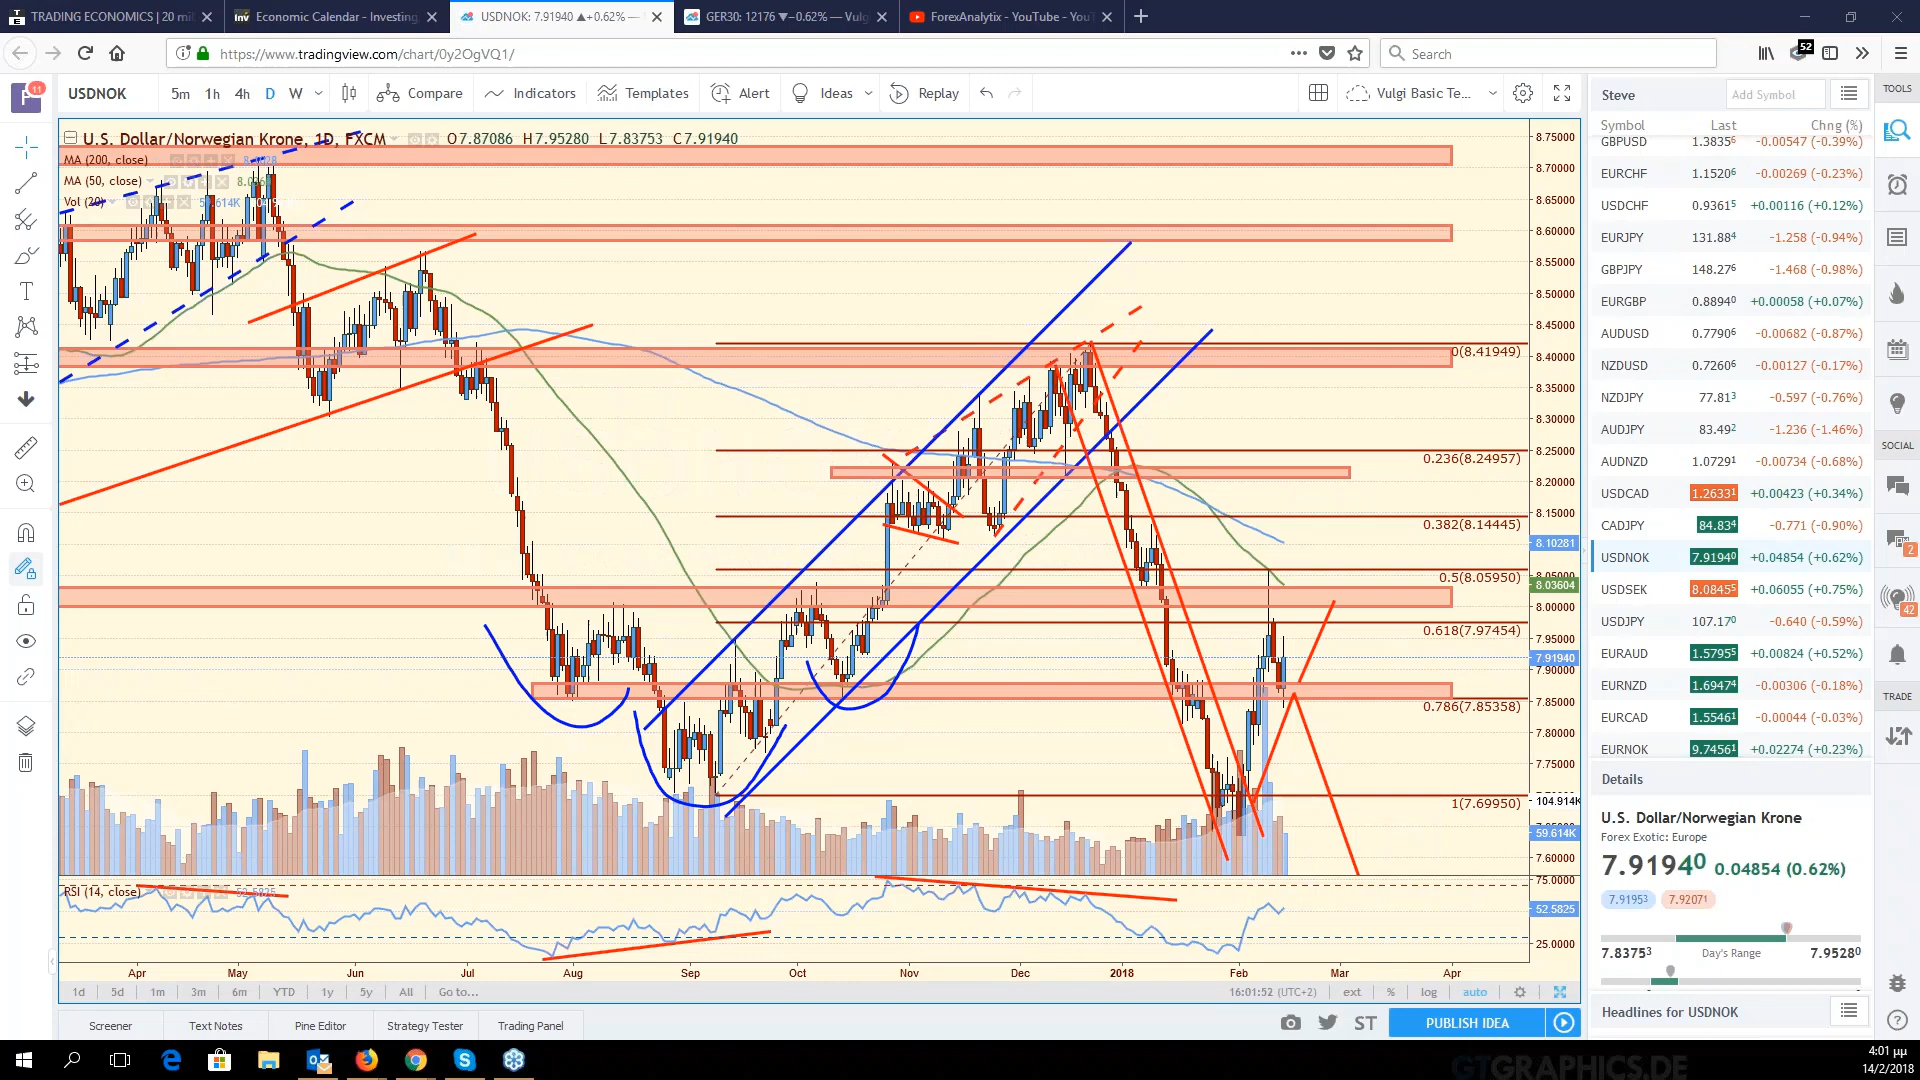 TRADING ECONOMICS | 20 mil
Economic Calendar - Investing
USDNOK: 7.91940 ▲+0.62% —
GER30: 12176 ▼−0.62% — Vulg
ForexAnalytix - YouTube - You
https://www.tradingview.com/chart/0y2OgVQ1/
Search
52
11
USDNOK 5m 1h 4h D W Compare Indicators Templates Alert Ideas Replay Vulgi Basic Te...
U.S. Dollar/Norwegian Krone, 1D, FXCM O7.87086 H7.95280 L7.83753 C7.91940
MA (200, close)
MA (50, close)
Vol (20)
8.75000
8.70000
8.65000
8.60000
8.55000
8.50000
8.45000
8.40000
8.35000
8.30000
8.25000
8.20000
8.15000
8.10281
8.03604
8.00000
7.95000
7.91940
7.90000
7.85000
7.80000
7.75000
104.914K
59.614K
7.60000
0(8.41949)
0.236(8.24957)
0.382(8.14445)
0.5(8.05950)
0.618(7.97454)
0.786(7.85358)
1(7.69950)
RSI (14, close) 52.5825
75.0000
52.5825
25.0000
Apr May Jun Jul Aug Sep Oct Nov Dec 2018 Feb Mar Apr
1d 5d 1m 3m 6m YTD 1y 5y All Go to... 16:01:52 (UTC+2) ext % log auto
Screener Text Notes Pine Editor Strategy Tester Trading Panel ST PUBLISH IDEA
Steve Add Symbol
Symbol Last Chng (%)
GBPUSD 1.3835⁶ -0.00547 (-0.39%)
EURCHF 1.1520⁶ -0.00269 (-0.23%)
USDCHF 0.9361⁵ +0.00116 (+0.12%)
EURJPY 131.88⁴ -1.258 (-0.94%)
GBPJPY 148.27⁶ -1.468 (-0.98%)
EURGBP 0.8894⁰ +0.00058 (+0.07%)
AUDUSD 0.7790⁶ -0.00682 (-0.87%)
NZDUSD 0.7260⁶ -0.00127 (-0.17%)
NZDJPY 77.81³ -0.597 (-0.76%)
AUDJPY 83.49² -1.236 (-1.46%)
AUDNZD 1.0729¹ -0.00734 (-0.68%)
USDCAD 1.2633¹ +0.00423 (+0.34%)
CADJPY 84.83⁴ -0.771 (-0.90%)
USDNOK 7.9194⁰ +0.04854 (+0.62%)
USDSEK 8.0845⁵ +0.06055 (+0.75%)
USDJPY 107.17⁰ -0.640 (-0.59%)
EURAUD 1.5795⁵ +0.00824 (+0.52%)
EURNZD 1.6947⁴ -0.00306 (-0.18%)
EURCAD 1.5546¹ -0.00044 (-0.03%)
EURNOK 9.7456¹ +0.02274 (+0.23%)
Details
U.S. Dollar/Norwegian Krone
Forex Exotic: Europe
7.9194⁰ 0.04854 (0.62%)
7.9195³ 7.9207¹
7.8375³ Day's Range 7.9528⁰
Headlines for USDNOK
TOOLS
SOCIAL
2
42
TRADE
GTGRAPHICS.DE
4:01 μμ
14/2/2018